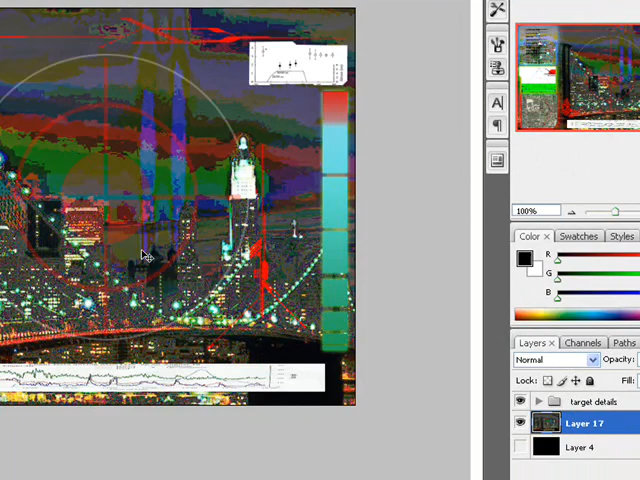 100%
Color × Swatches Styles
R
G
B
Layers × Channels Paths
Normal Opacity:
Lock: Fill:
target details
Layer 17
Layer 4